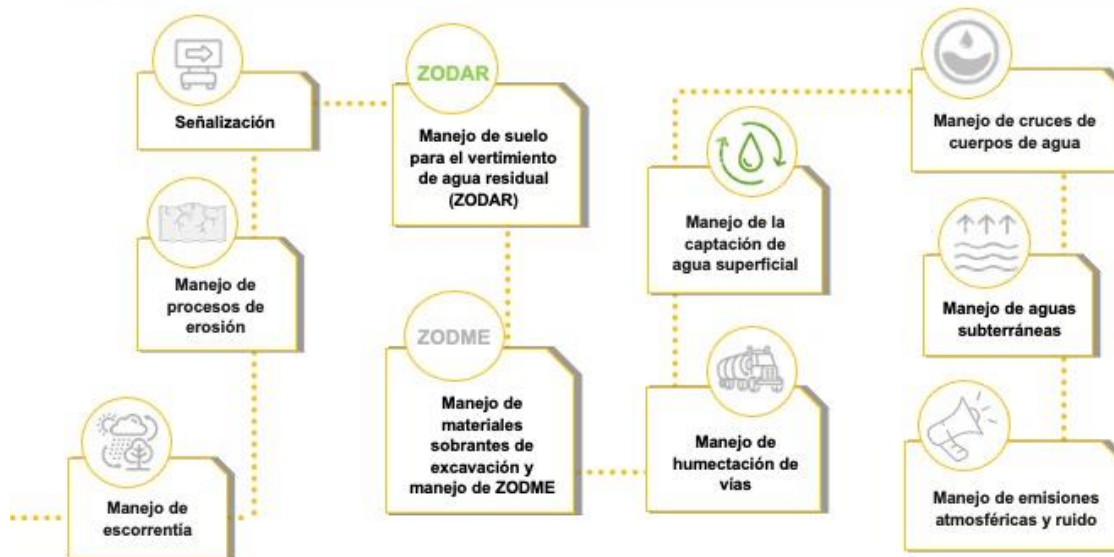 Señalización
ZODAR
Manejo de suelo
para el vertimiento
de agua residual
(ZODAR)
Manejo de cruces de
cuerpos de agua
Manejo de la
captación de
agua superficial
Manejo de
procesos de
erosión
Manejo de aguas
subterráneas
ZODME
Manejo de
materiales
sobrantes de
excavación y
manejo de ZODME
Manejo de
humectación de
vías
Manejo de
escorrentía
Manejo de emisiones
atmosféricas y ruido